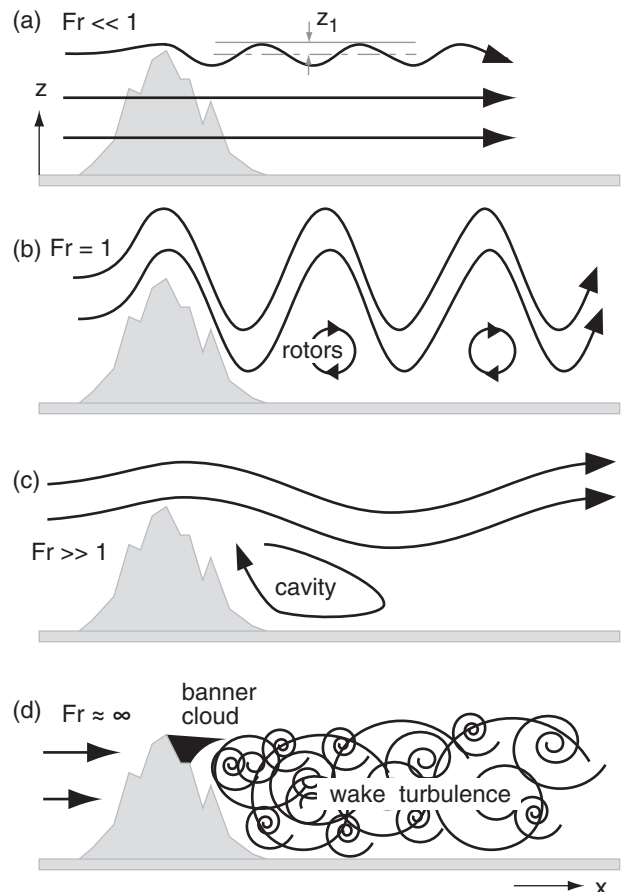 (a) Fr << 1
z₁
z
(b) Fr = 1
rotors
(c)
Fr >> 1
cavity
banner
cloud
(d) Fr ≈ ∞
wake turbulence
x